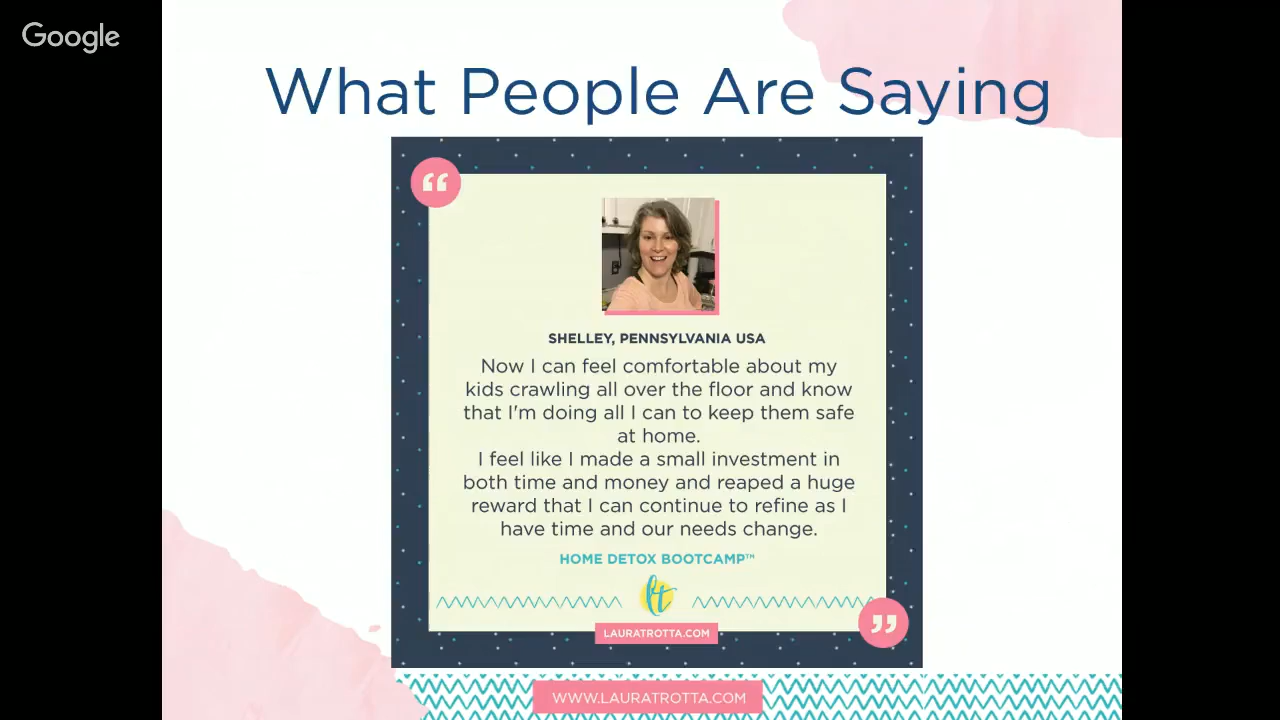 Google
What People Are Saying
“
SHELLEY, PENNSYLVANIA USA
Now I can feel comfortable about my
kids crawling all over the floor and know
that I'm doing all I can to keep them safe
at home.
I feel like I made a small investment in
both time and money and reaped a huge
reward that I can continue to refine as I
have time and our needs change.
HOME DETOX BOOTCAMP™
lt
LAURATROTTA.COM
”
WWW.LAURATROTTA.COM